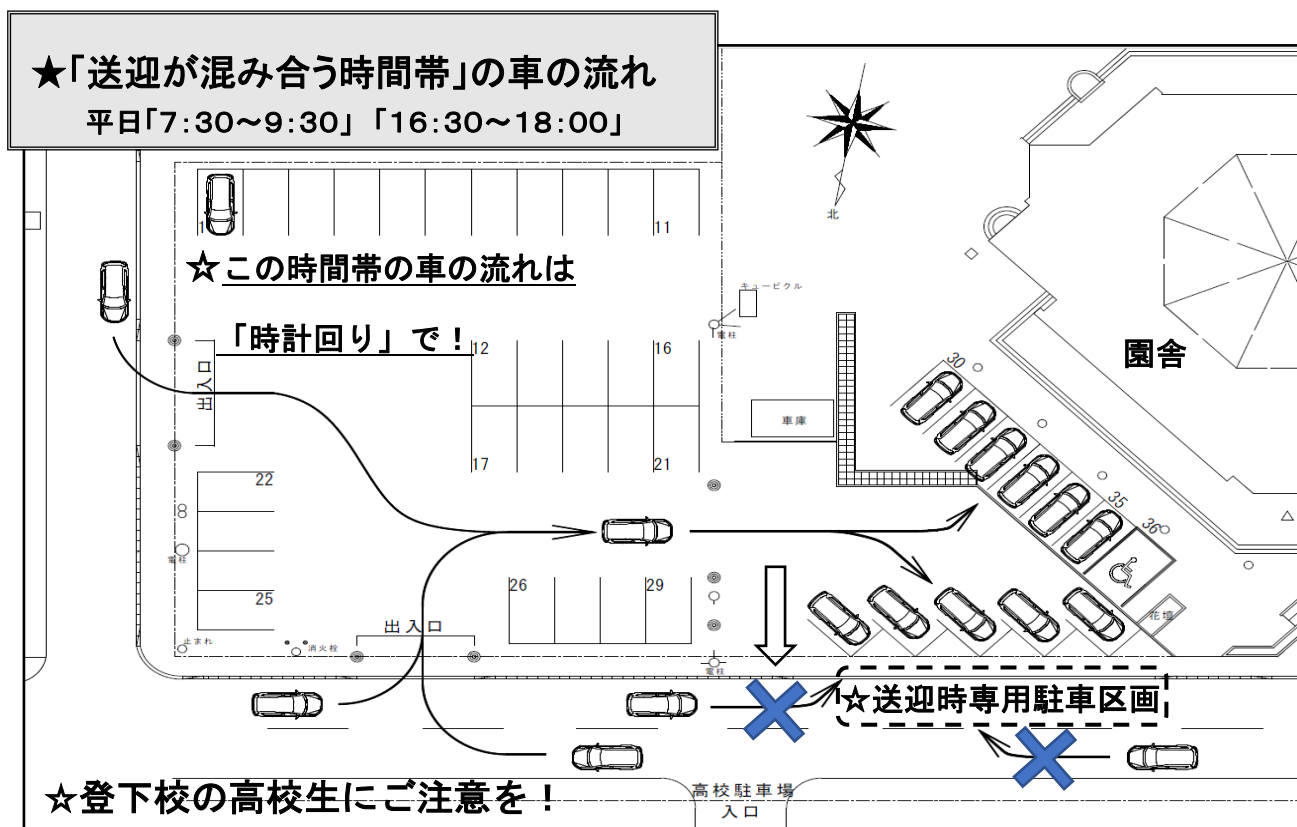 ★「送迎が混み合う時間帯」の車の流れ
平日「7:30～9:30」「16:30～18:00」
北
1
11
☆この時間帯の車の流れは
「時計回り」で！
キュービクル
電柱
12
16
園舎
出入口
車庫
30
17
21
22
35
36
電柱
25
26
29
花壇
出入口
止まれ
消火栓
電柱
☆送迎時専用駐車区画
☆登下校の高校生にご注意を！
高校駐車場
入口